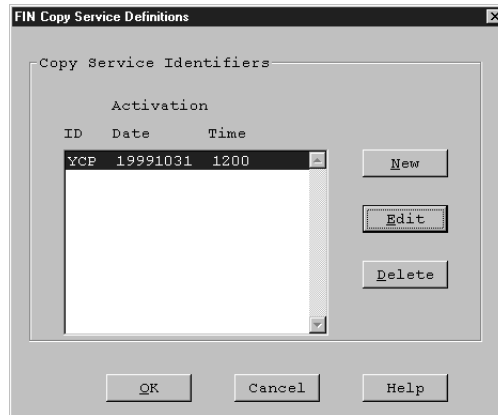 FIN Copy Service Definitions
Copy Service Identifiers
Activation
ID Date Time
YCP 19991031 1200
New
Edit
Delete
OK Cancel Help